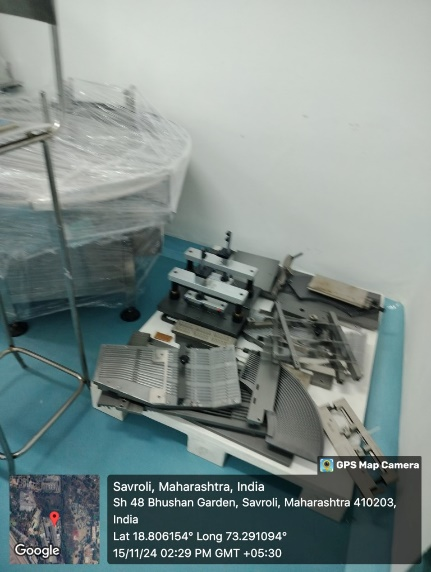 GPS Map Camera
Savroli, Maharashtra, India
Sh 48 Bhushan Garden, Savroli, Maharashtra 410203,
India
Lat 18.806154° Long 73.291094°
15/11/24 02:29 PM GMT +05:30
Google